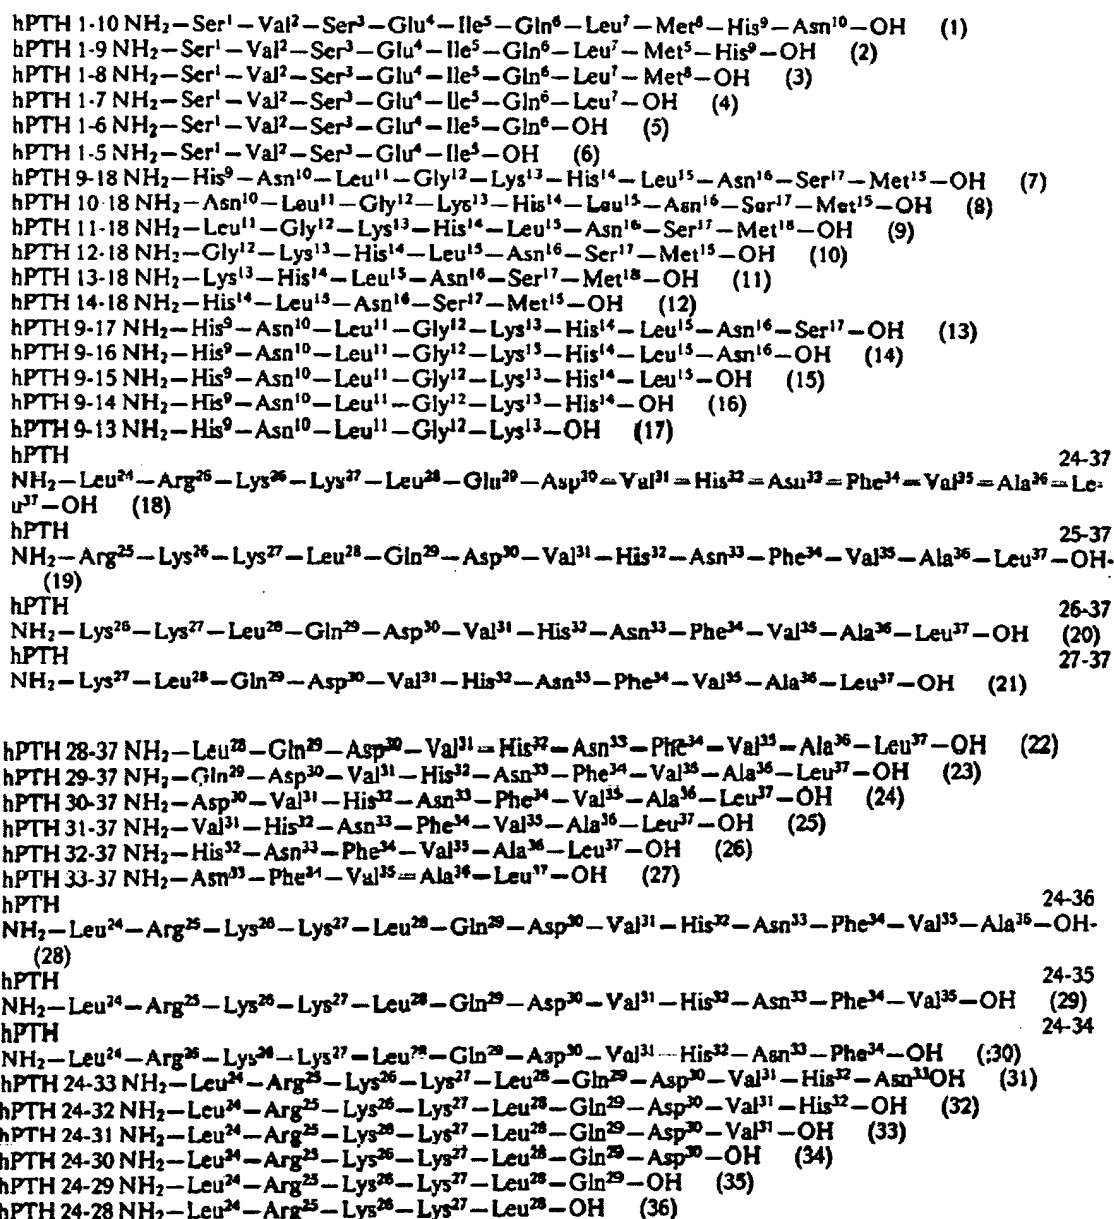 hPTH 1-10 NH₂—Ser¹—Val²—Ser³—Glu⁴—Ile⁵—Gln⁶—Leu⁷—Met⁸—His⁹—Asn¹⁰—OH (1)
hPTH 1-9 NH₂—Ser¹—Val²—Ser³—Glu⁴—Ile⁵—Gln⁶—Leu⁷—Met⁵—His⁹—OH (2)
hPTH 1-8 NH₂—Ser¹—Val²—Ser³—Glu⁴—Ile⁵—Gln⁶—Leu⁷—Met⁸—OH (3)
hPTH 1-7 NH₂—Ser¹—Val²—Ser³—Glu⁴—Ile⁵—Gln⁶—Leu⁷—OH (4)
hPTH 1-6 NH₂—Ser¹—Val²—Ser³—Glu⁴—Ile⁵—Gln⁶—OH (5)
hPTH 1-5 NH₂—Ser¹—Val²—Ser³—Glu⁴—Ile⁵—OH (6)
hPTH 9-18 NH₂—His⁹—Asn¹⁰—Leu¹¹—Gly¹²—Lys¹³—His¹⁴—Leu¹⁵—Asn¹⁶—Ser¹⁷—Met¹⁵—OH (7)
hPTH 10-18 NH₂—Asn¹⁰—Leu¹¹—Gly¹²—Lys¹³—His¹⁴—Leu¹⁵—Asn¹⁶—Ser¹⁷—Met¹⁵—OH (8)
hPTH 11-18 NH₂—Leu¹¹—Gly¹²—Lys¹³—His¹⁴—Leu¹⁵—Asn¹⁶—Ser¹⁷—Met¹⁸—OH (9)
hPTH 12-18 NH₂—Gly¹²—Lys¹³—His¹⁴—Leu¹⁵—Asn¹⁶—Ser¹⁷—Met¹⁵—OH (10)
hPTH 13-18 NH₂—Lys¹³—His¹⁴—Leu¹⁵—Asn¹⁶—Ser¹⁷—Met¹⁸—OH (11)
hPTH 14-18 NH₂—His¹⁴—Leu¹⁵—Asn¹⁶—Ser¹⁷—Met¹⁵—OH (12)
hPTH 9-17 NH₂—His⁹—Asn¹⁰—Leu¹¹—Gly¹²—Lys¹³—His¹⁴—Leu¹⁵—Asn¹⁶—Ser¹⁷—OH (13)
hPTH 9-16 NH₂—His⁹—Asn¹⁰—Leu¹¹—Gly¹²—Lys¹³—His¹⁴—Leu¹⁵—Asn¹⁶—OH (14)
hPTH 9-15 NH₂—His⁹—Asn¹⁰—Leu¹¹—Gly¹²—Lys¹³—His¹⁴—Leu¹⁵—OH (15)
hPTH 9-14 NH₂—His⁹—Asn¹⁰—Leu¹¹—Gly¹²—Lys¹³—His¹⁴—OH (16)
hPTH 9-13 NH₂—His⁹—Asn¹⁰—Leu¹¹—Gly¹²—Lys¹³—OH (17)
hPTH 24-37
NH₂—Leu²⁴—Arg²⁵—Lys²⁶—Lys²⁷—Leu²⁸—Glu²⁹—Asp³⁰—Val³¹—His³²—Asn³³—Phe³⁴—Val³⁵—Ala³⁶—Le-
u³⁷—OH (18)
hPTH 25-37
NH₂—Arg²⁵—Lys²⁶—Lys²⁷—Leu²⁸—Gln²⁹—Asp³⁰—Val³¹—His³²—Asn³³—Phe³⁴—Val³⁵—Ala³⁶—Leu³⁷—OH-
(19)
hPTH 26-37
NH₂—Lys²⁶—Lys²⁷—Leu²⁸—Gln²⁹—Asp³⁰—Val³¹—His³²—Asn³³—Phe³⁴—Val³⁵—Ala³⁶—Leu³⁷—OH (20)
hPTH 27-37
NH₂—Lys²⁷—Leu²⁸—Gln²⁹—Asp³⁰—Val³¹—His³²—Asn³³—Phe³⁴—Val³⁵—Ala³⁶—Leu³⁷—OH (21)
hPTH 28-37 NH₂—Leu²⁸—Gln²⁹—Asp³⁰—Val³¹—His³²—Asn³³—Phe³⁴—Val³⁵—Ala³⁶—Leu³⁷—OH (22)
hPTH 29-37 NH₂—Gln²⁹—Asp³⁰—Val³¹—His³²—Asn³³—Phe³⁴—Val³⁵—Ala³⁶—Leu³⁷—OH (23)
hPTH 30-37 NH₂—Asp³⁰—Val³¹—His³²—Asn³³—Phe³⁴—Val³⁵—Ala³⁶—Leu³⁷—OH (24)
hPTH 31-37 NH₂—Val³¹—His³²—Asn³³—Phe³⁴—Val³⁵—Ala³⁶—Leu³⁷—OH (25)
hPTH 32-37 NH₂—His³²—Asn³³—Phe³⁴—Val³⁵—Ala³⁶—Leu³⁷—OH (26)
hPTH 33-37 NH₂—Asn³³—Phe³⁴—Val³⁵—Ala³⁶—Leu³⁷—OH (27)
hPTH 24-36
NH₂—Leu²⁴—Arg²⁵—Lys²⁶—Lys²⁷—Leu²⁸—Gln²⁹—Asp³⁰—Val³¹—His³²—Asn³³—Phe³⁴—Val³⁵—Ala³⁶—OH-
(28)
hPTH 24-35
NH₂—Leu²⁴—Arg²⁵—Lys²⁶—Lys²⁷—Leu²⁸—Gln²⁹—Asp³⁰—Val³¹—His³²—Asn³³—Phe³⁴—Val³⁵—OH (29)
hPTH 24-34
NH₂—Leu²⁴—Arg²⁵—Lys²⁶—Lys²⁷—Leu²⁸—Gln²⁹—Asp³⁰—Val³¹—His³²—Asn³³—Phe³⁴—OH (30)
hPTH 24-33 NH₂—Leu²⁴—Arg²⁵—Lys²⁶—Lys²⁷—Leu²⁸—Gln²⁹—Asp³⁰—Val³¹—His³²—Asn³³OH (31)
hPTH 24-32 NH₂—Leu²⁴—Arg²⁵—Lys²⁶—Lys²⁷—Leu²⁸—Gln²⁹—Asp³⁰—Val³¹—His³²—OH (32)
hPTH 24-31 NH₂—Leu²⁴—Arg²⁵—Lys²⁶—Lys²⁷—Leu²⁸—Gln²⁹—Asp³⁰—Val³¹—OH (33)
hPTH 24-30 NH₂—Leu²⁴—Arg²⁵—Lys²⁶—Lys²⁷—Leu²⁸—Gln²⁹—Asp³⁰—OH (34)
hPTH 24-29 NH₂—Leu²⁴—Arg²⁵—Lys²⁶—Lys²⁷—Leu²⁸—Gln²⁹—OH (35)
hPTH 24-28 NH₂—Leu²⁴—Arg²⁵—Lys²⁶—Lys²⁷—Leu²⁸—OH (36)